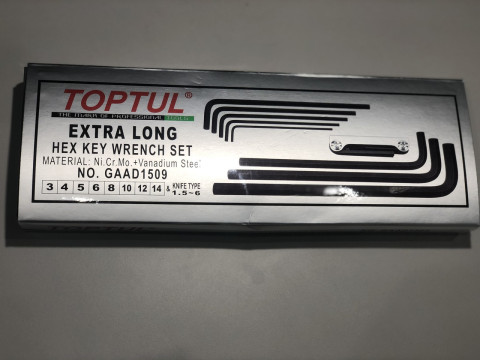 TOPTUL®
THE MARK OF PROFESSIONAL TOOLS
EXTRA LONG
HEX KEY WRENCH SET
MATERIAL: Ni.Cr.Mo.+Vanadium Steel
NO. GAAD1509
3 4 5 6 8 10 12 14 & KNIFE TYPE 1.5~6